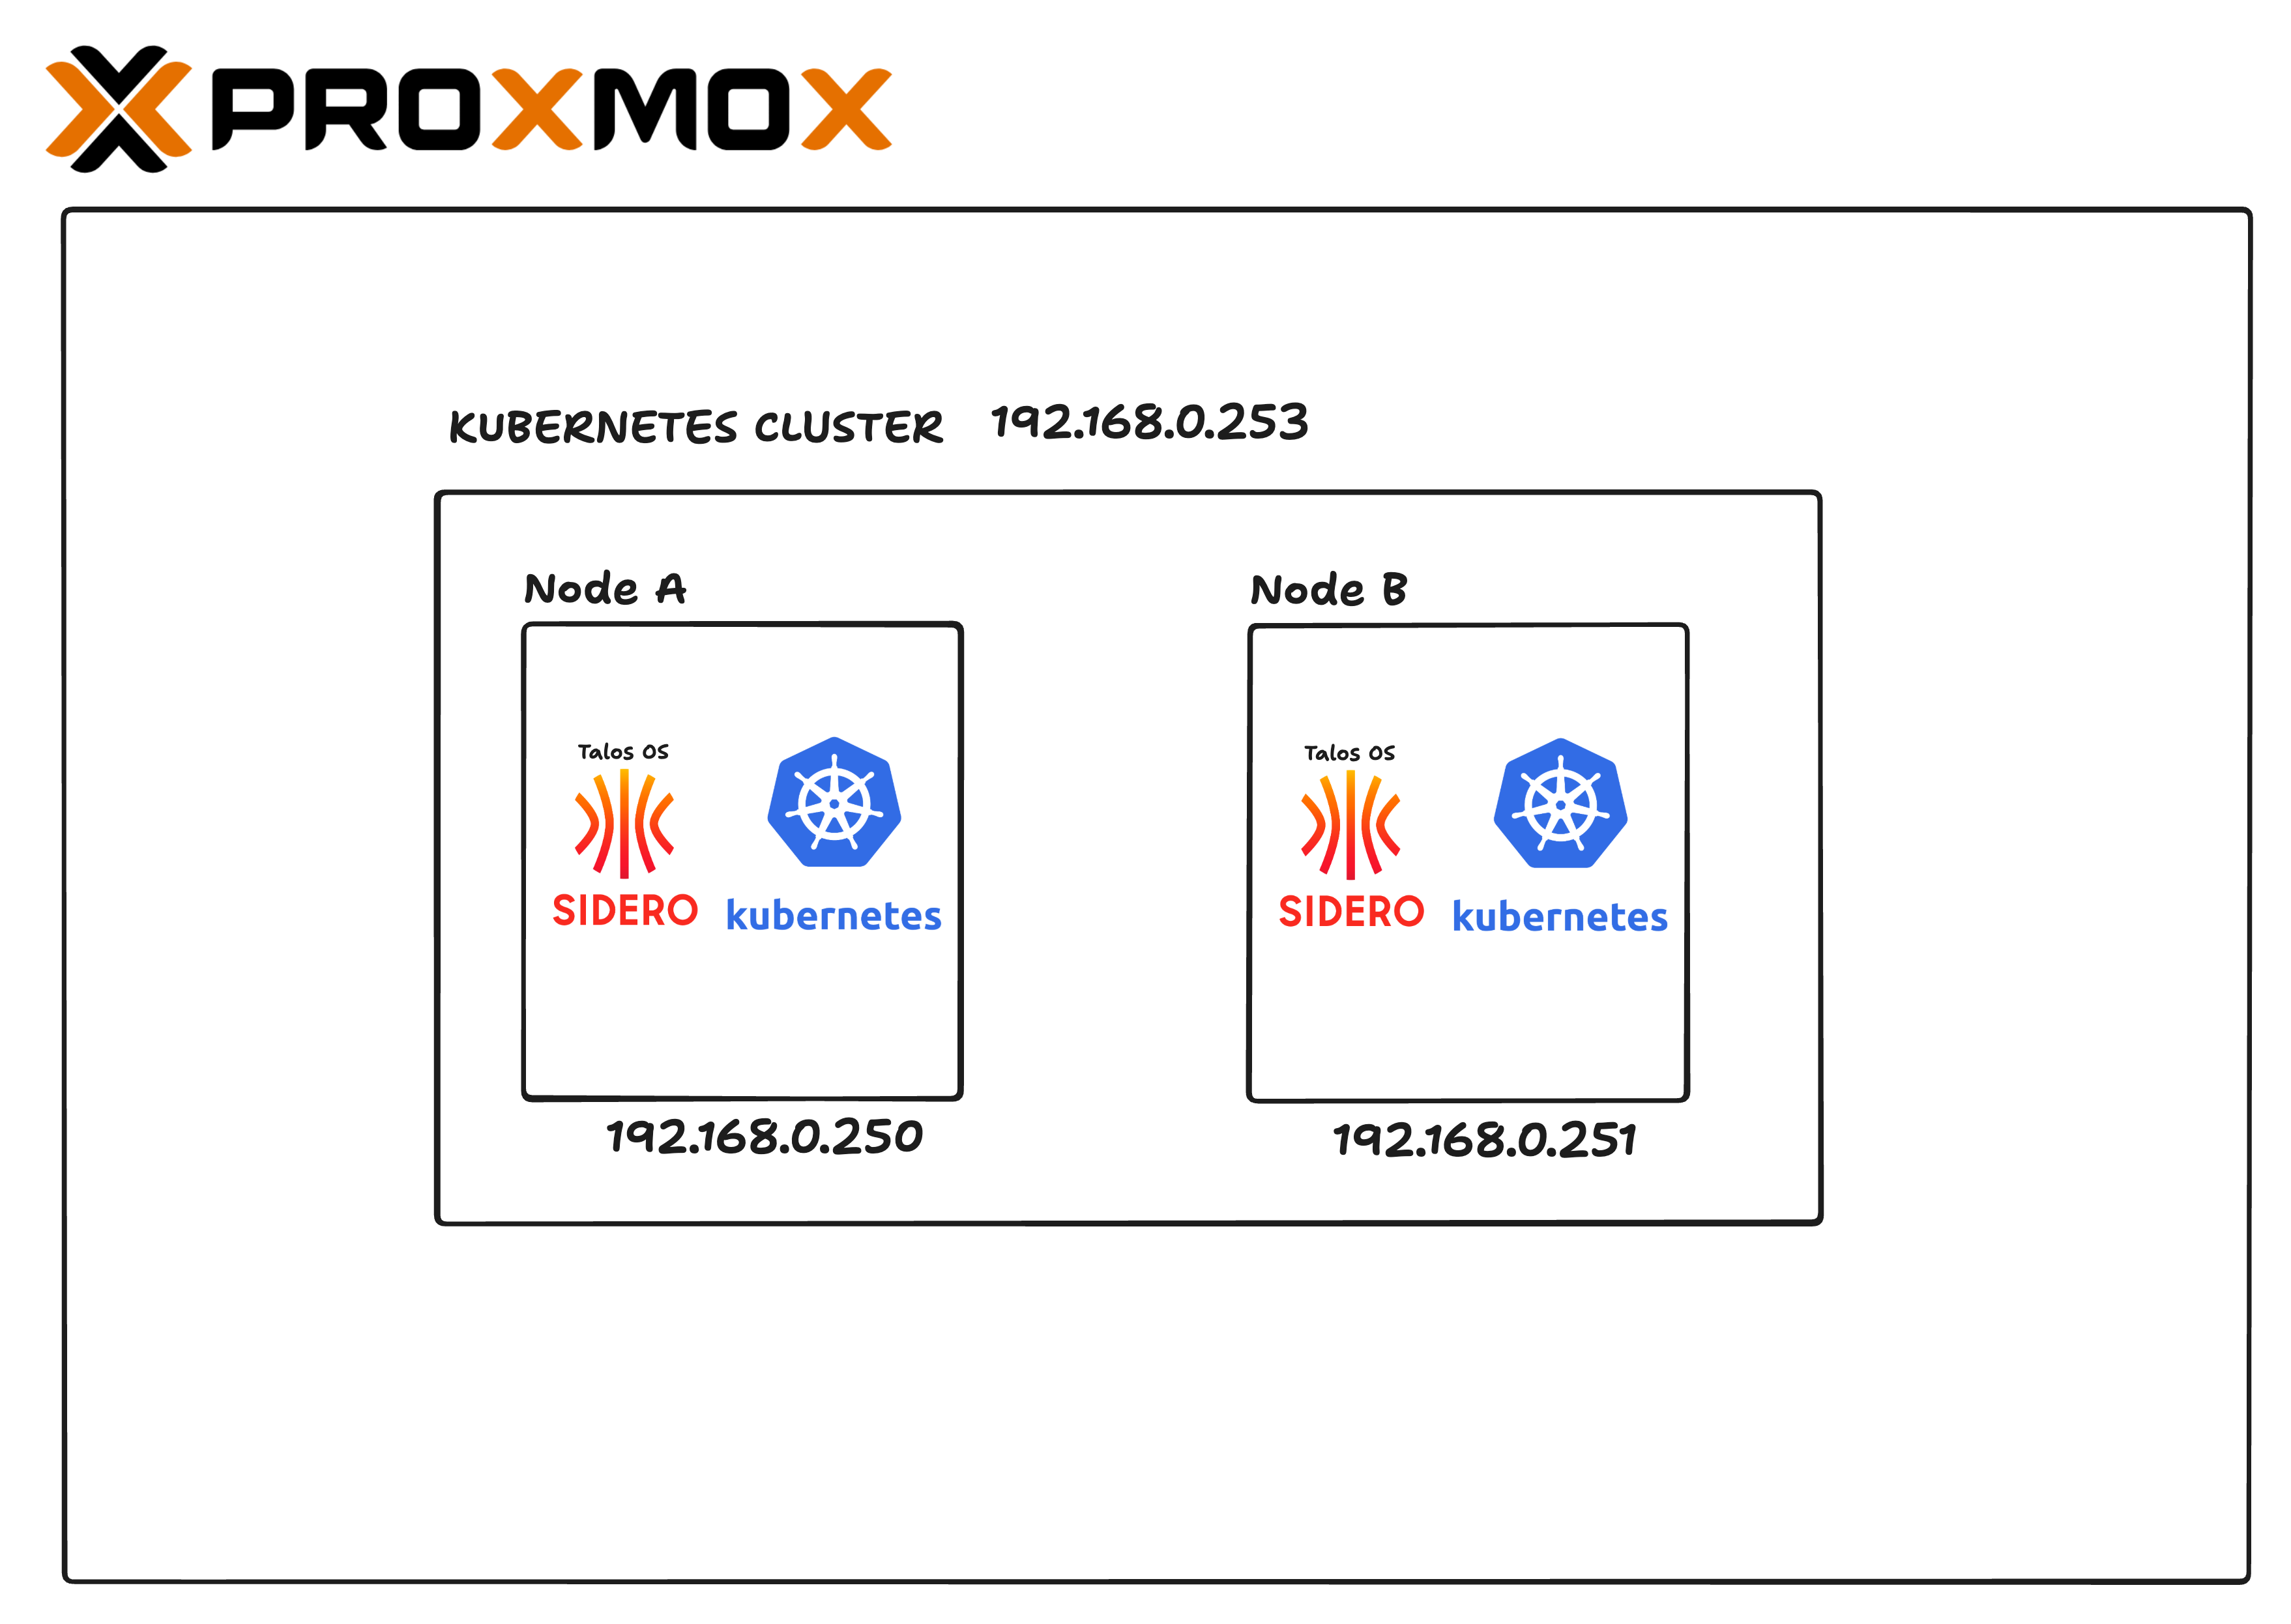 PROXMOX
KUBERNETES CLUSTER 192.168.0.253
Node A
Node B
Talos OS
SIDERO
kubernetes
Talos OS
SIDERO
kubernetes
192.168.0.250
192.168.0.251